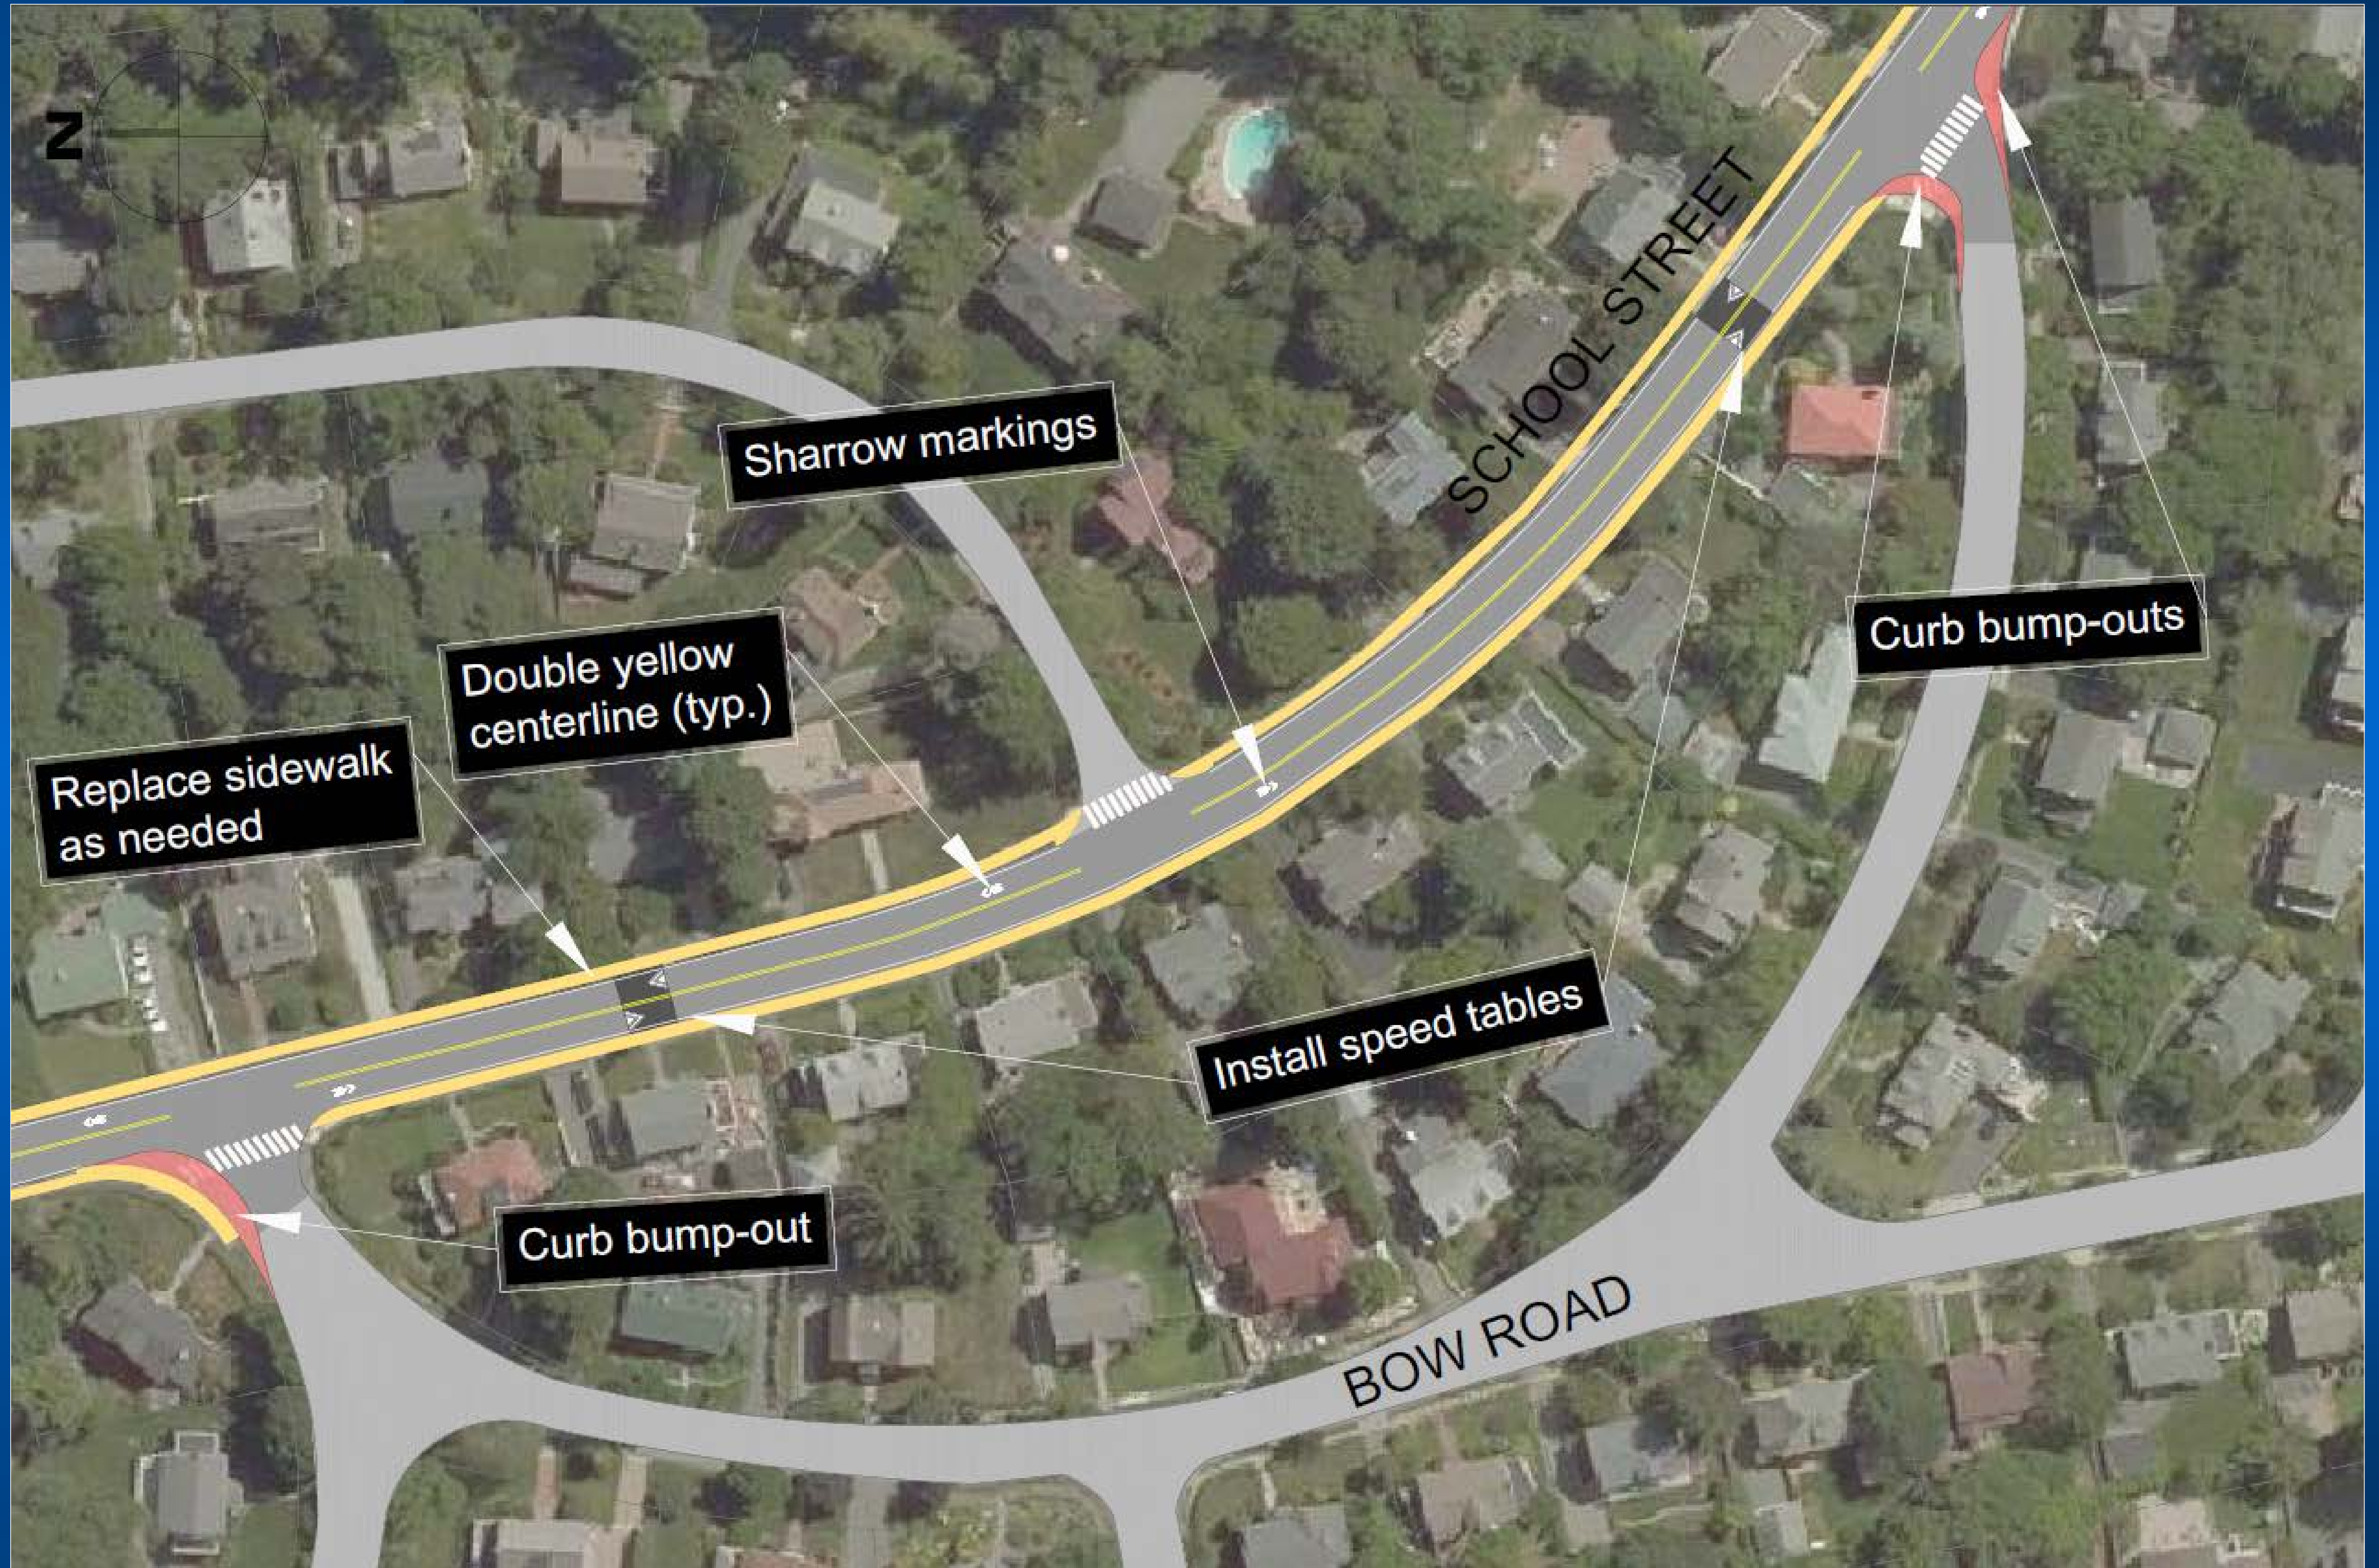 N
SCHOOL STREET
Sharrow markings
Curb bump-outs
Double yellow
centerline (typ.)
Replace sidewalk
as needed
Install speed tables
Curb bump-out
BOW ROAD